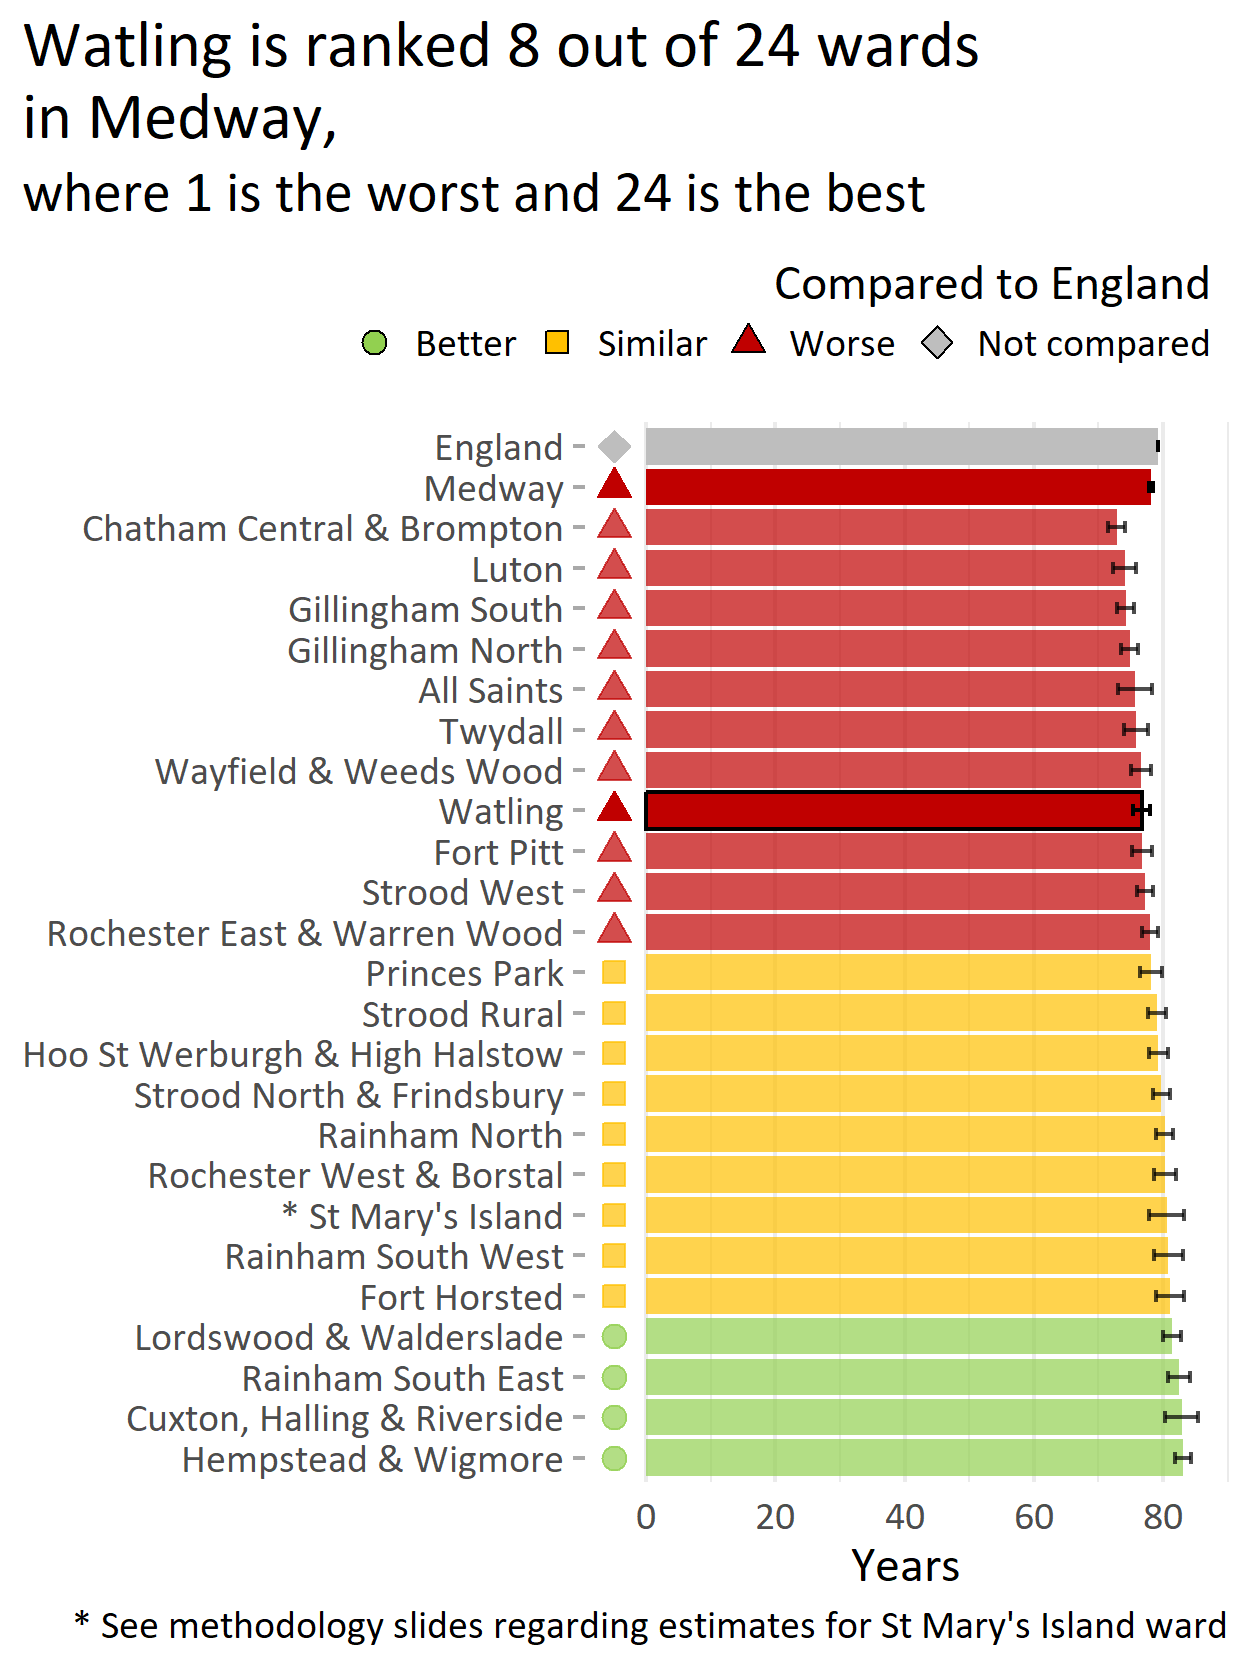 Watling is ranked 8 out of 24 wards
in Medway,
where 1 is the worst and 24 is the best
Compared to England
Better Similar Worse Not compared
England
Medway
Chatham Central & Brompton
Luton
Gillingham South
Gillingham North
All Saints
Twydall
Wayfield & Weeds Wood
Watling
Fort Pitt
Strood West
Rochester East & Warren Wood
Princes Park
Strood Rural
Hoo St Werburgh & High Halstow
Strood North & Frindsbury
Rainham North
Rochester West & Borstal
* St Mary's Island
Rainham South West
Fort Horsted
Lordswood & Walderslade
Rainham South East
Cuxton, Halling & Riverside
Hempstead & Wigmore
0 20 40 60 80
Years
* See methodology slides regarding estimates for St Mary's Island ward